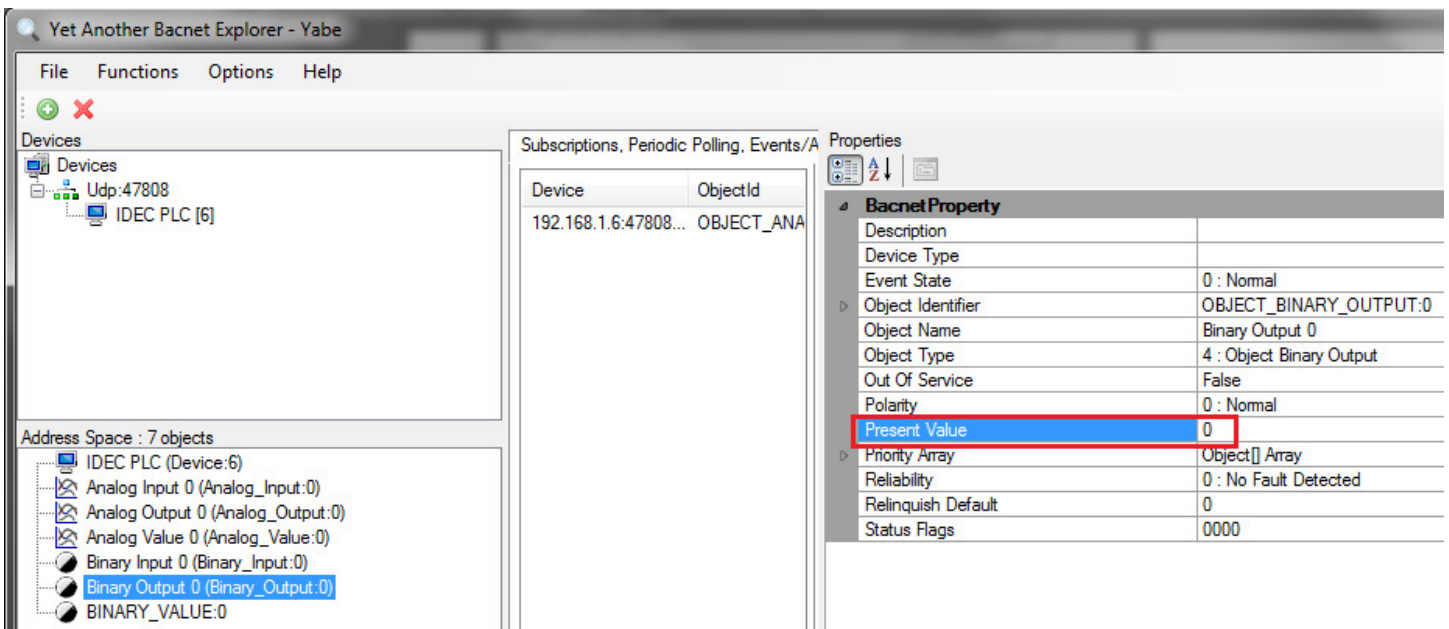 Yet Another Bacnet Explorer - Yabe
File Functions Options Help
Devices
Devices
Udp:47808
IDEC PLC [6]
Address Space : 7 objects
IDEC PLC (Device:6)
Analog Input 0 (Analog_Input:0)
Analog Output 0 (Analog_Output:0)
Analog Value 0 (Analog_Value:0)
Binary Input 0 (Binary_Input:0)
Binary Output 0 (Binary_Output:0)
BINARY_VALUE:0
Subscriptions, Periodic Polling, Events/A
Device ObjectId
192.168.1.6:47808... OBJECT_ANA
Properties
BacnetProperty
Description
Device Type
Event State 0 : Normal
Object Identifier OBJECT_BINARY_OUTPUT:0
Object Name Binary Output 0
Object Type 4 : Object Binary Output
Out Of Service False
Polarity 0 : Normal
Present Value 0
Priority Array Object[] Array
Reliability 0 : No Fault Detected
Relinquish Default 0
Status Flags 0000